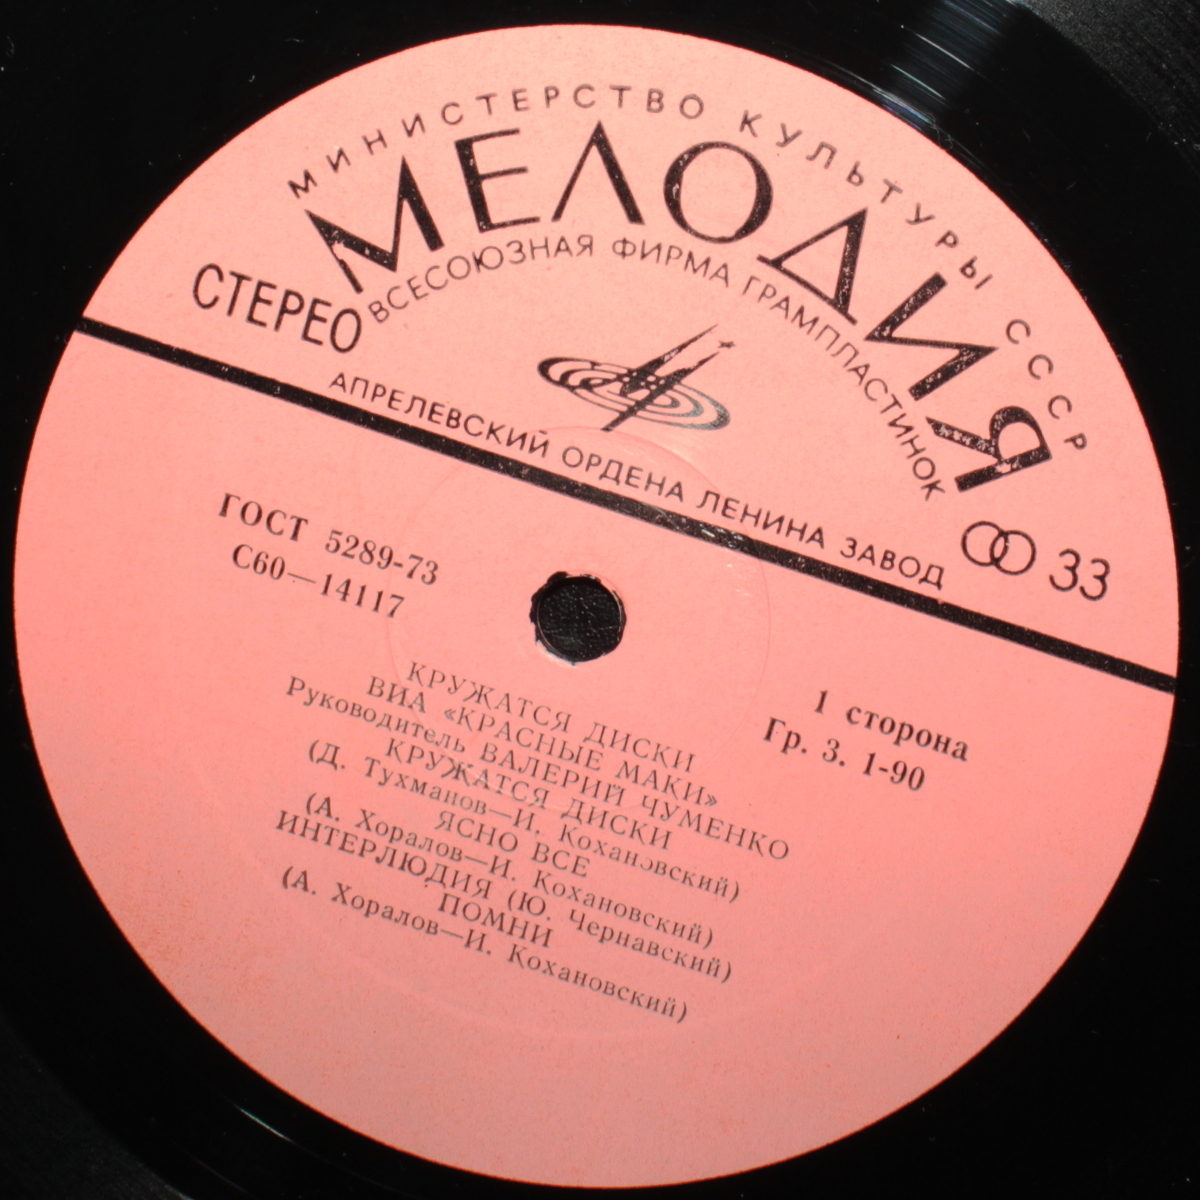 МИНИСТЕРСТВО КУЛЬТУРЫ СССР
МЕЛОДИЯ
ВСЕСОЮЗНАЯ ФИРМА ГРАМПЛАСТИНОК
СТЕРЕО
АПРЕЛЕВСКИЙ ОРДЕНА ЛЕНИНА ЗАВОД
33
ГОСТ 5289-73
С60—14117
1 сторона
Гр. 3. 1-90
КРУЖАТСЯ ДИСКИ
ВИА «КРАСНЫЕ МАКИ»
Руководитель ВАЛЕРИЙ ЧУМЕНКО
КРУЖАТСЯ ДИСКИ
(Д. Тухманов—И. Кохановский)
ЯСНО ВСЕ
(А. Хоралов—И. Кохановский)
ИНТЕРЛЮДИЯ (Ю. Чернавский)
ПОМНИ
(А. Хоралов—И. Кохановский)